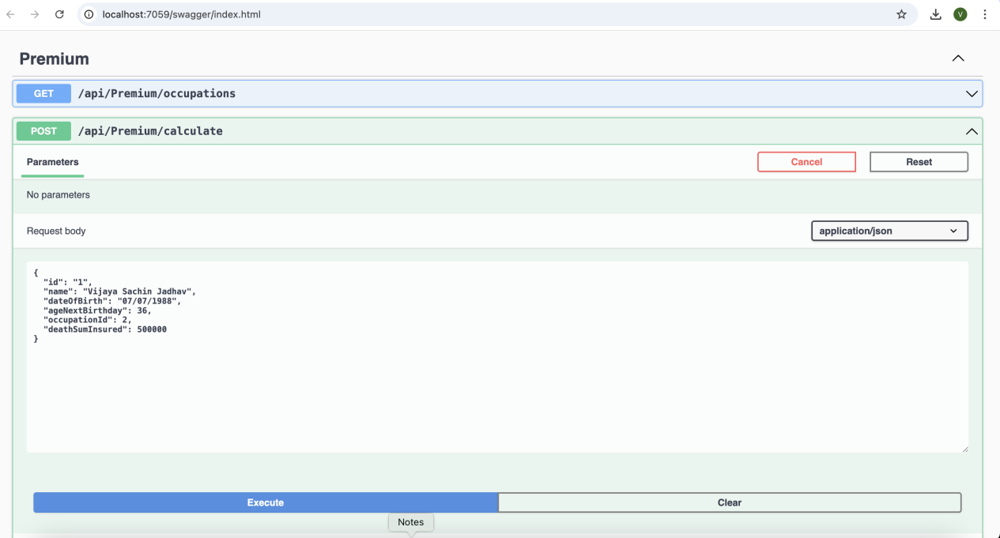 localhost:7059/swagger/index.html
V
Premium
GET /api/Premium/occupations
POST /api/Premium/calculate
Parameters
Cancel
Reset
No parameters
Request body
application/json
{
  "id": "1",
  "name": "Vijaya Sachin Jadhav",
  "dateOfBirth": "07/07/1988",
  "ageNextBirthday": 36,
  "occupationId": 2,
  "deathSumInsured": 500000
}
Execute
Clear
Notes